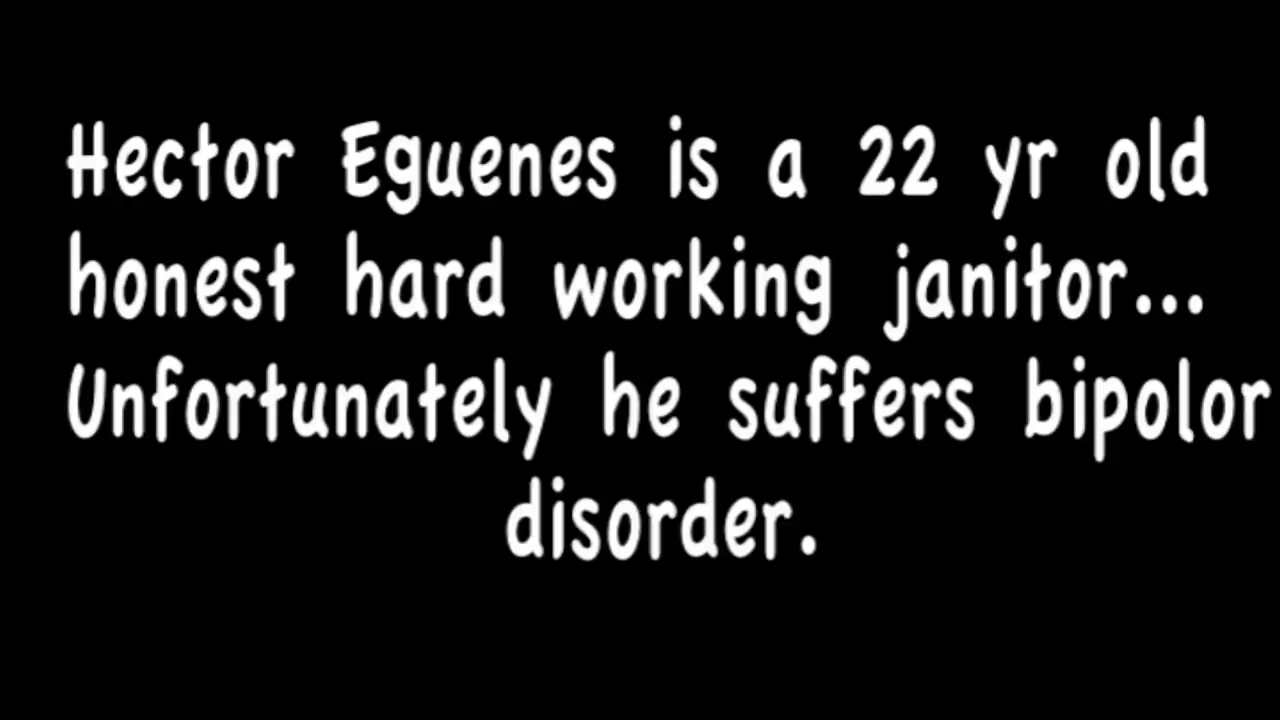 Hector Eguenes is a 22 yr old
honest hard working janitor...
Unfortunately he suffers bipolor
disorder.